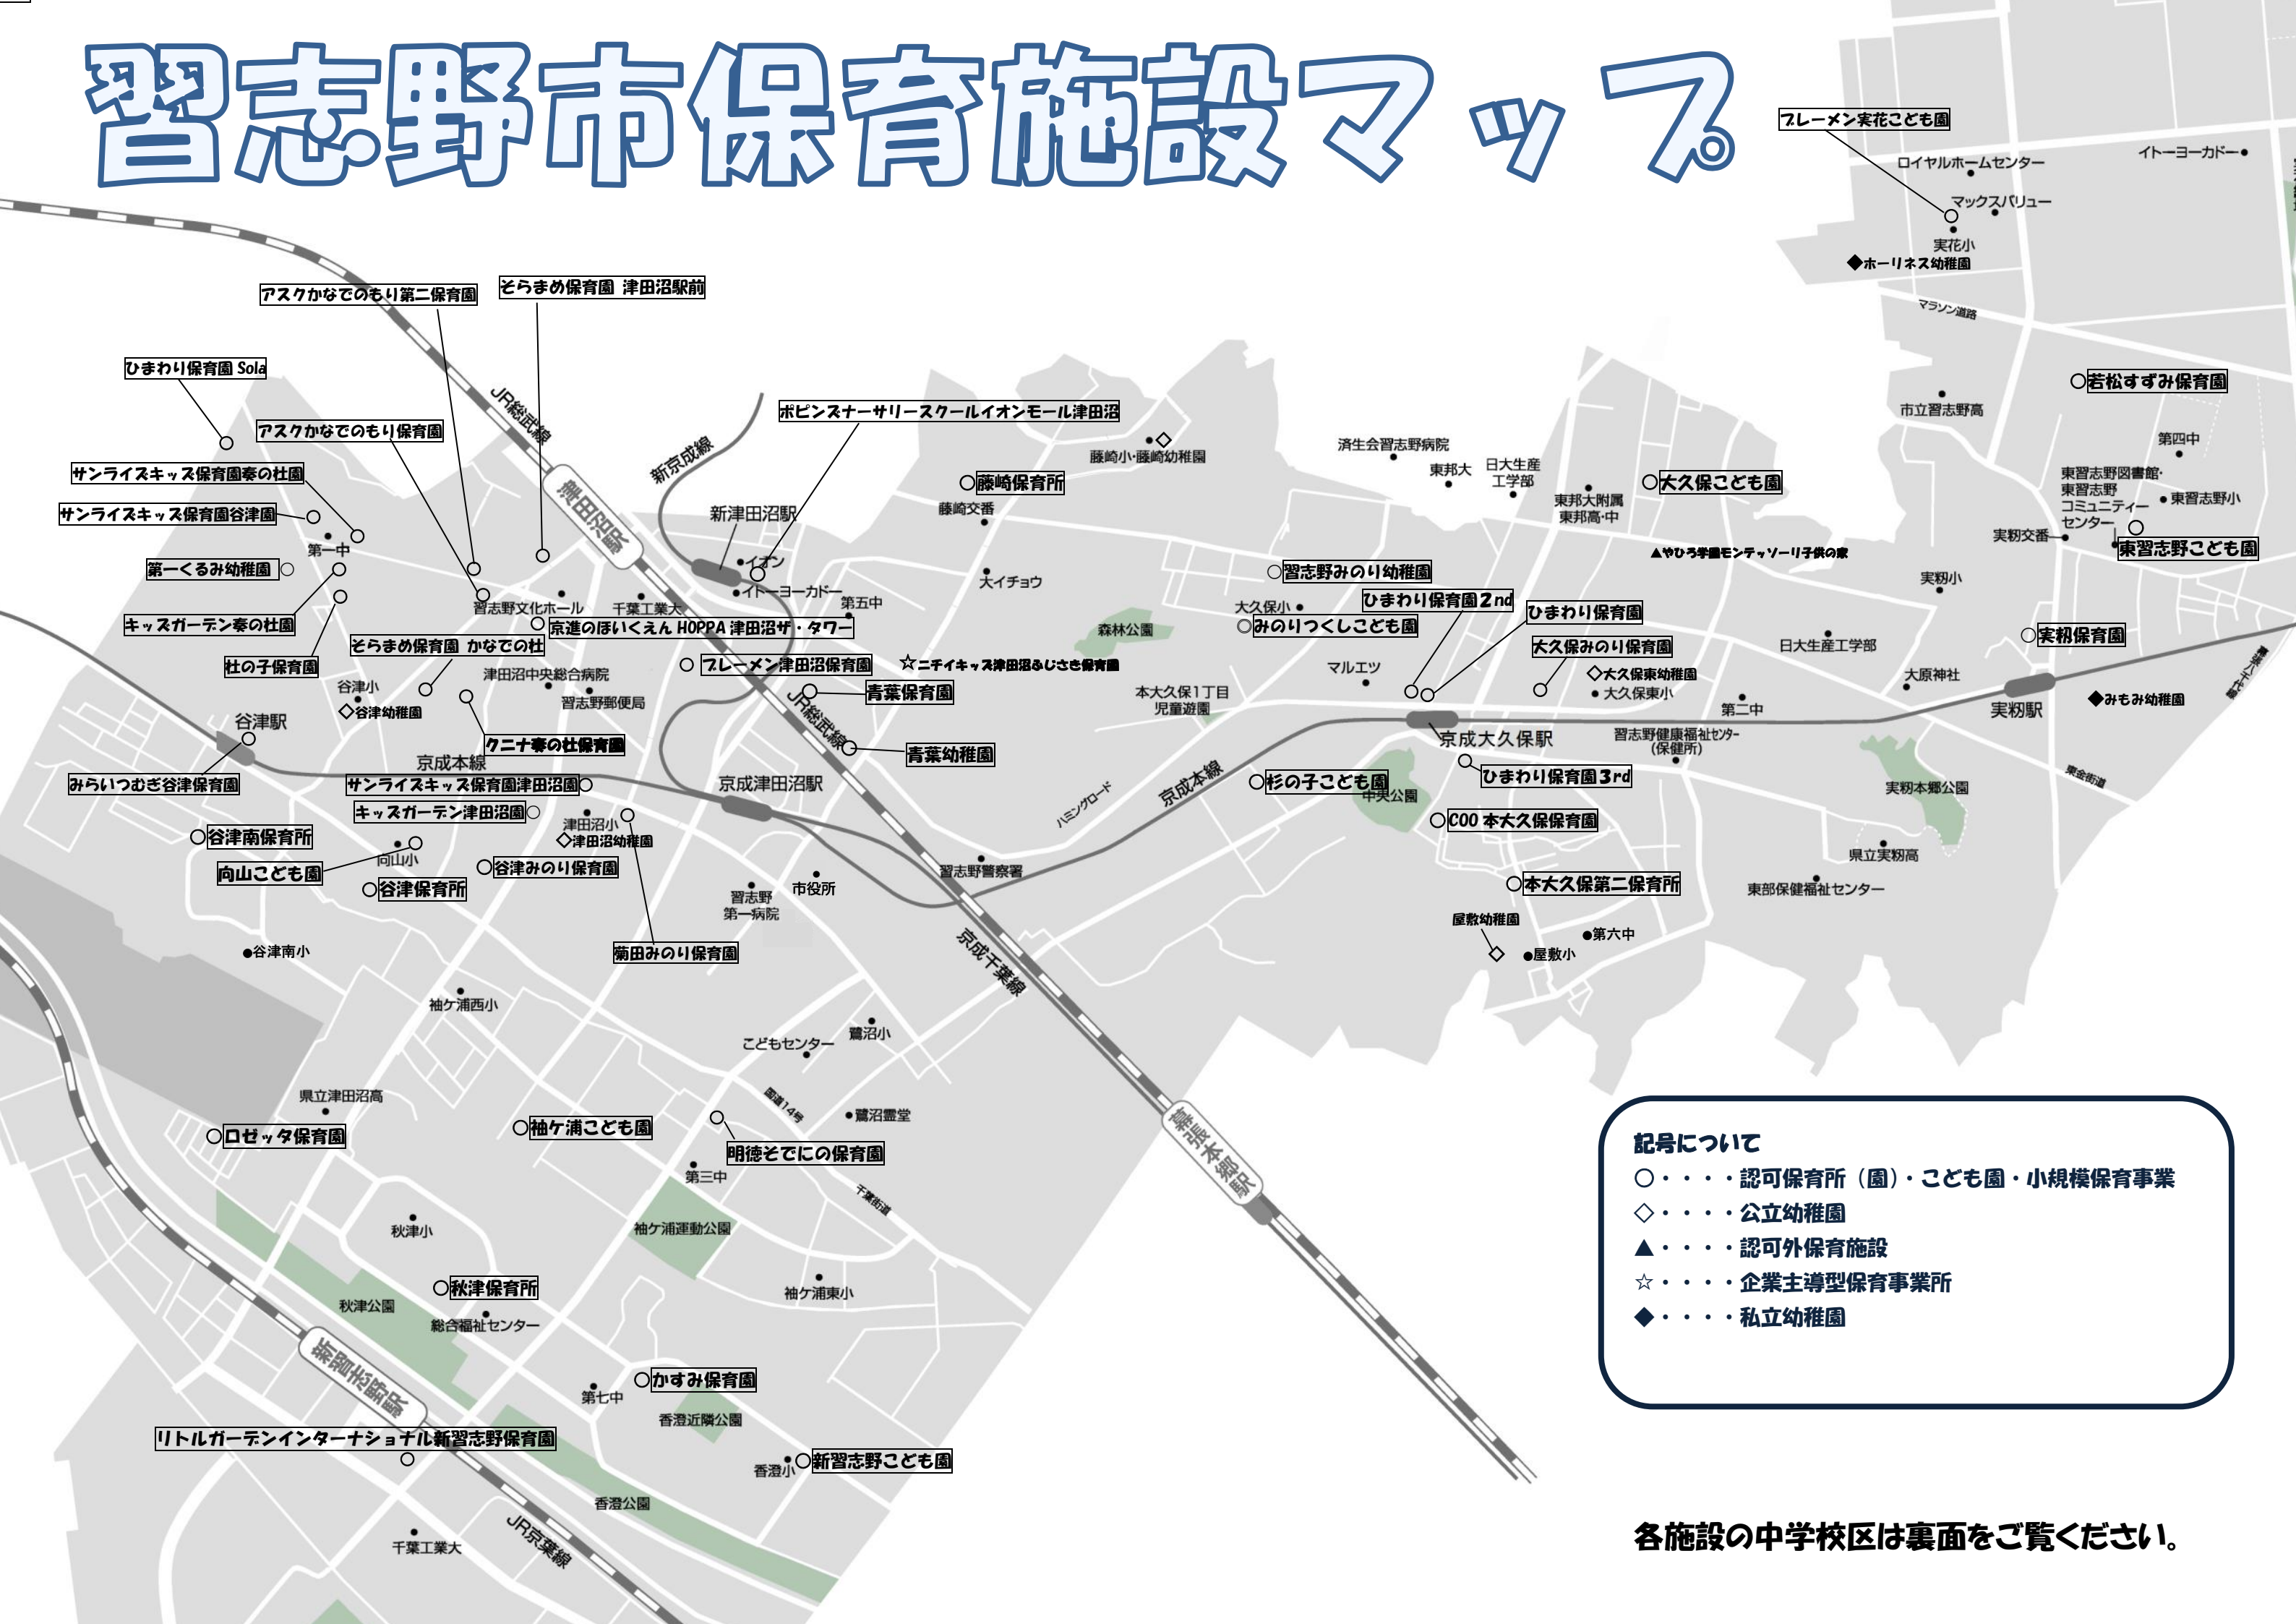 習志野市保育施設マップ
ブレーメン実花こども園
ロイヤルホームセンター
イトーヨーカドー
マックスバリュー
実花小
◆ホーリネス幼稚園
マラソン道路
アスクかなでのもり第二保育園
そらまめ保育園 津田沼駅前
ひまわり保育園 Sola
アスクかなでのもり保育園
サンライズキッズ保育園奏の杜園
サンライズキッズ保育園谷津園
第一中
第一くるみ幼稚園
キッズガーデン奏の杜園
杜の子保育園
JR総武線
新京成線
津田沼駅
新津田沼駅
ポピンズナーサリースクールイオンモール津田沼
イオン
イトーヨーカドー
第五中
習志野文化ホール
千葉工業大
京進のほいくえん HOPPA 津田沼ザ・タワー
そらまめ保育園 かなでの杜
ブレーメン津田沼保育園
☆ニチイキッズ津田沼ふじさき保育園
津田沼中央総合病院
習志野郵便局
青葉保育園
JR総武線
青葉幼稚園
谷津小
◇谷津幼稚園
谷津駅
クニナ奏の杜保育園
京成本線
みらいつむぎ谷津保育園
サンライズキッズ保育園津田沼園
キッズガーデン津田沼園
京成津田沼駅
津田沼小
◇津田沼幼稚園
谷津南保育所
向山小
向山こども園
谷津保育所
谷津みのり保育園
菊田みのり保育園
習志野
第一病院
市役所
習志野警察署
谷津南小
袖ケ浦西小
藤崎小・藤崎幼稚園
藤崎保育所
藤崎交番
大イチョウ
森林公園
済生会習志野病院
東邦大
日大生産
工学部
東邦大附属
東邦高・中
大久保こども園
▲やひろ学園モンテッソーリ子供の家
習志野みのり幼稚園
大久保小
みのりつくしこども園
ひまわり保育園2nd
ひまわり保育園
大久保みのり保育園
マルエツ
◇大久保東幼稚園
大久保東小
本大久保1丁目
児童遊園
第二中
京成大久保駅
習志野健康福祉センター
(保健所)
ひまわり保育園3rd
杉の子こども園
中央公園
京成本線
ハミングロード
COO 本大久保保育園
本大久保第二保育所
屋敷幼稚園
第六中
屋敷小
若松すずみ保育園
市立習志野高
第四中
東習志野図書館・
東習志野
コミュニティー
センター
東習志野小
実籾交番
東習志野こども園
実籾小
実籾保育園
日大生産工学部
大原神社
実籾駅
◆みもみ幼稚園
東金街道
実籾本郷公園
県立実籾高
東部保健福祉センター
京成千葉線
幕張本郷駅
鷺沼小
こどもセンター
国道14号
鷺沼霊堂
県立津田沼高
ロゼッタ保育園
袖ケ浦こども園
明徳そでにの保育園
第三中
千葉街道
袖ケ浦運動公園
秋津小
秋津保育所
秋津公園
総合福祉センター
袖ケ浦東小
新習志野駅
かすみ保育園
第七中
香澄近隣公園
リトルガーデンインターナショナル新習志野保育園
香澄小
新習志野こども園
香澄公園
千葉工業大
JR京葉線
記号について
○・・・・認可保育所（園）・こども園・小規模保育事業
◇・・・・公立幼稚園
▲・・・・認可外保育施設
☆・・・・企業主導型保育事業所
◆・・・・私立幼稚園
各施設の中学校区は裏面をご覧ください。